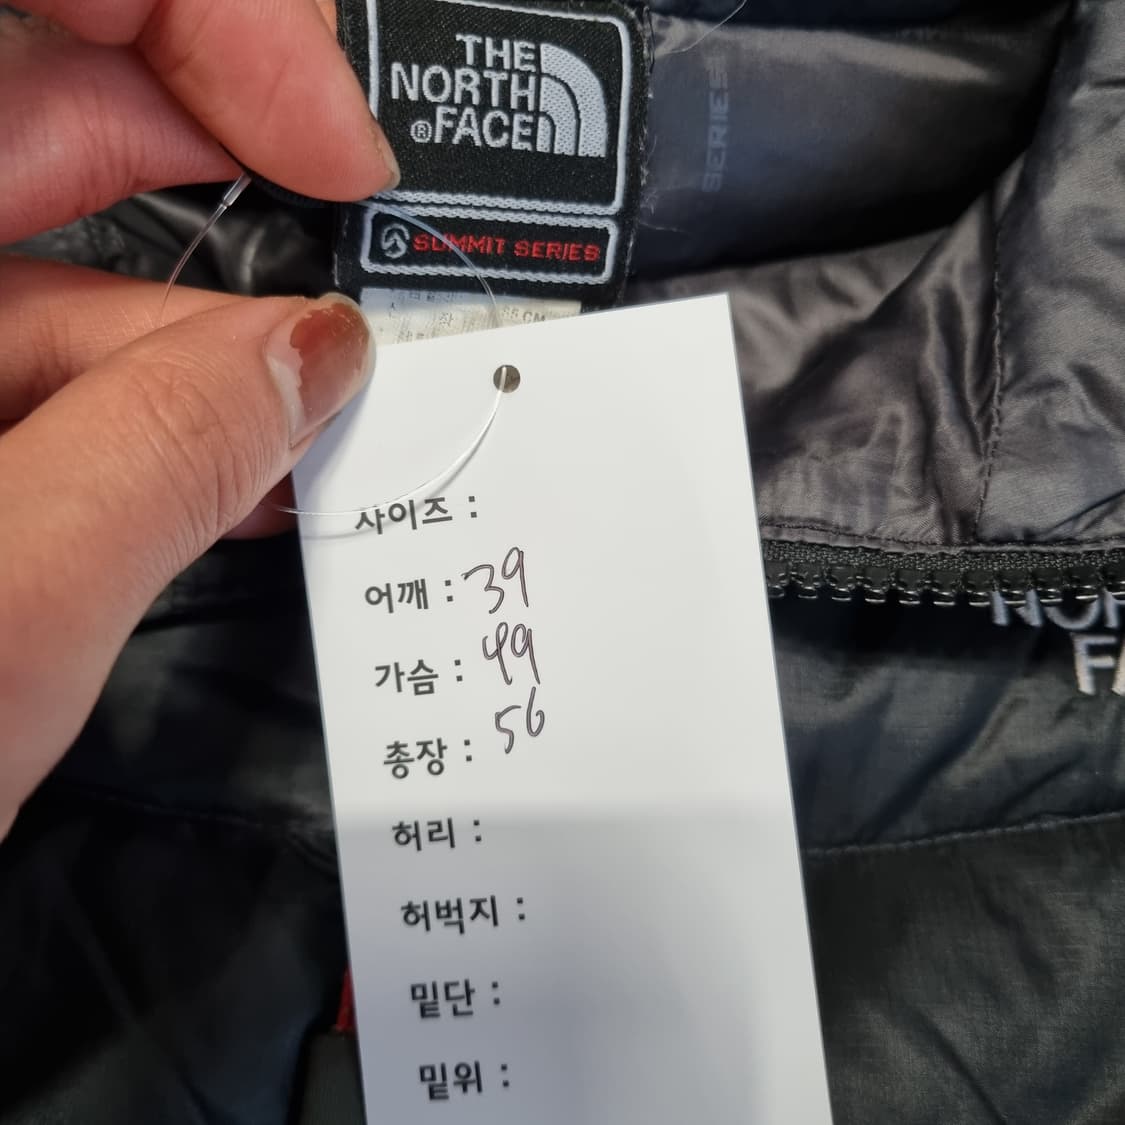 THE
NORTH
®FACE
SUMMIT SERIES
SERIES
사이즈 :
어깨 : 39
가슴 : 49
총장 : 56
허리 :
허벅지 :
밑단 :
밑위 :